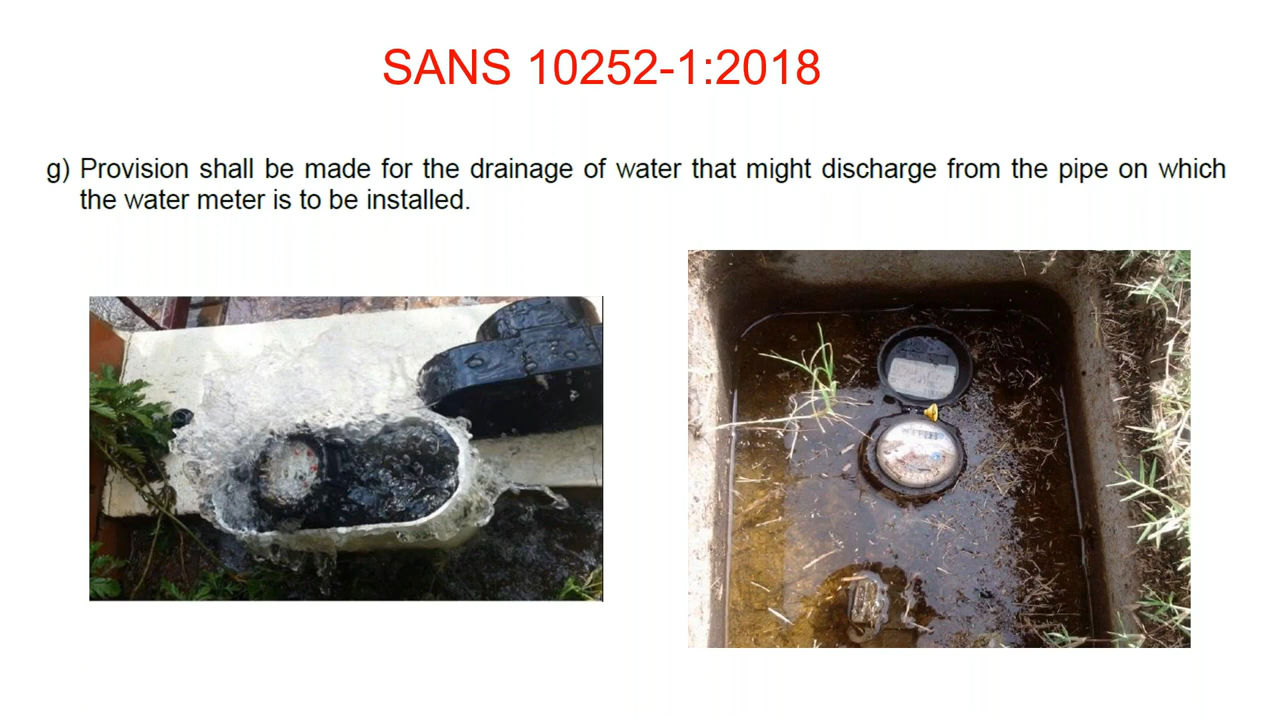 SANS 10252-1:2018
g) Provision shall be made for the drainage of water that might discharge from the pipe on which
the water meter is to be installed.